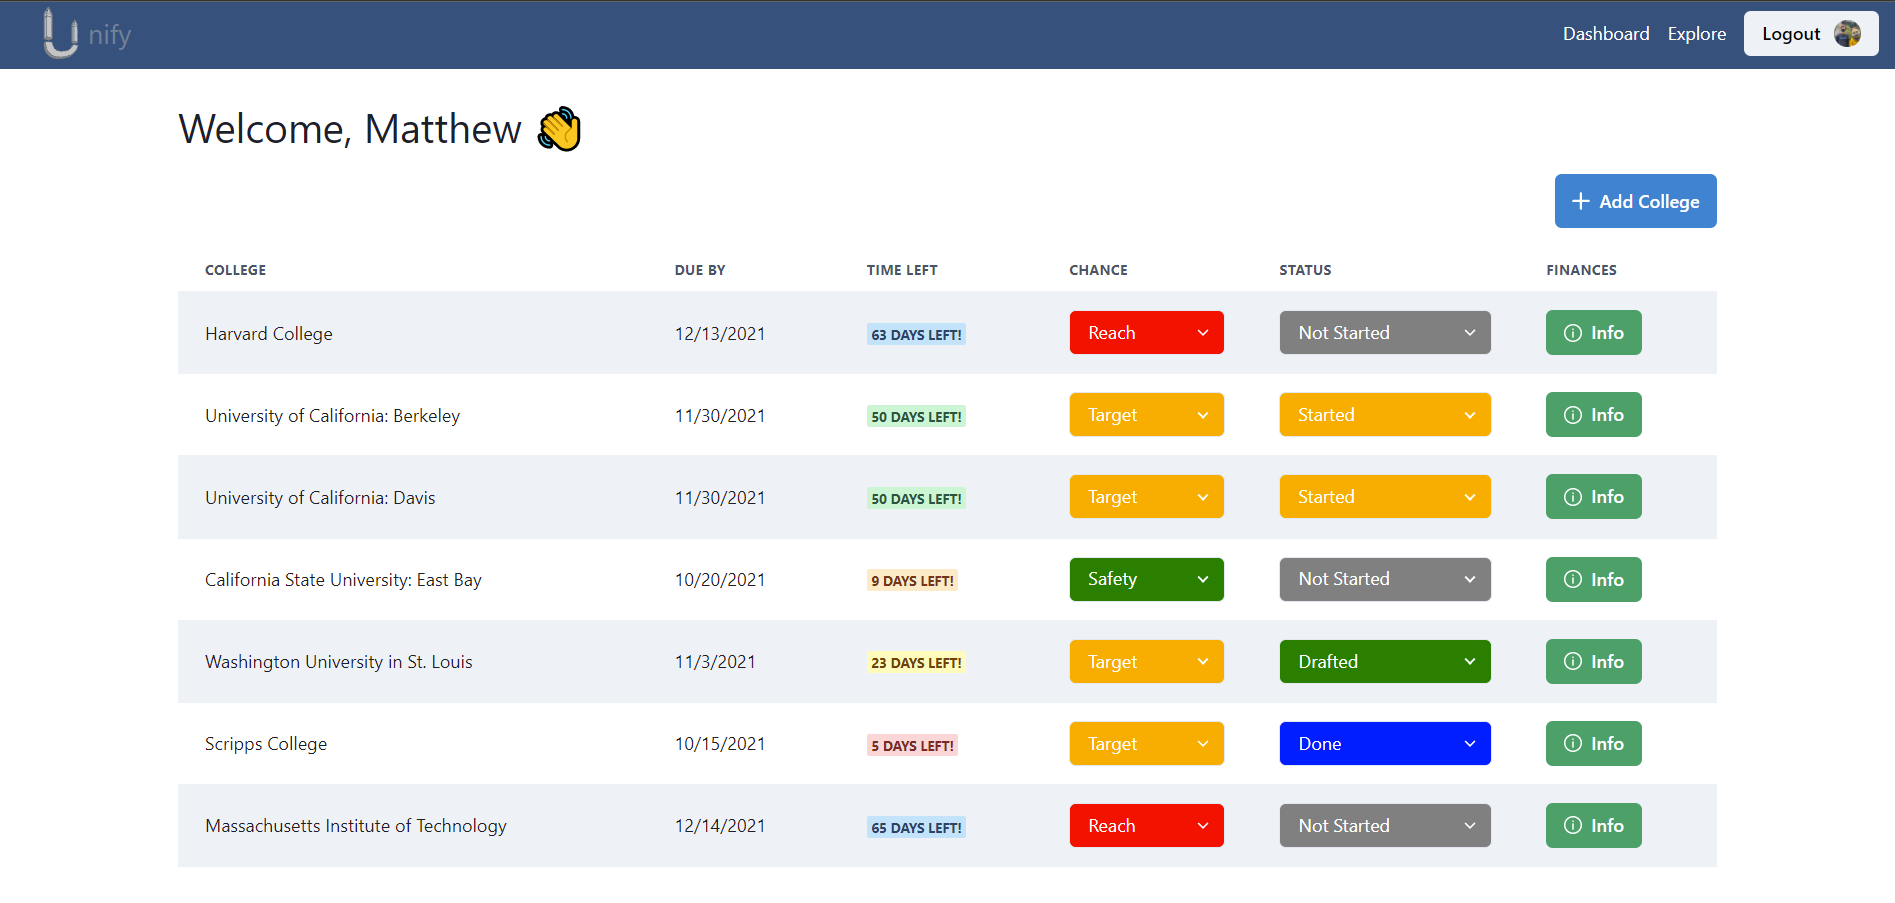 Unify Dashboard Explore Logout
Welcome, Matthew 👋
Add College
COLLEGE DUE BY TIME LEFT CHANCE STATUS FINANCES
Harvard College 12/13/2021 63 DAYS LEFT! Reach Not Started Info
University of California: Berkeley 11/30/2021 50 DAYS LEFT! Target Started Info
University of California: Davis 11/30/2021 50 DAYS LEFT! Target Started Info
California State University: East Bay 10/20/2021 9 DAYS LEFT! Safety Not Started Info
Washington University in St. Louis 11/3/2021 23 DAYS LEFT! Target Drafted Info
Scripps College 10/15/2021 5 DAYS LEFT! Target Done Info
Massachusetts Institute of Technology 12/14/2021 65 DAYS LEFT! Reach Not Started Info